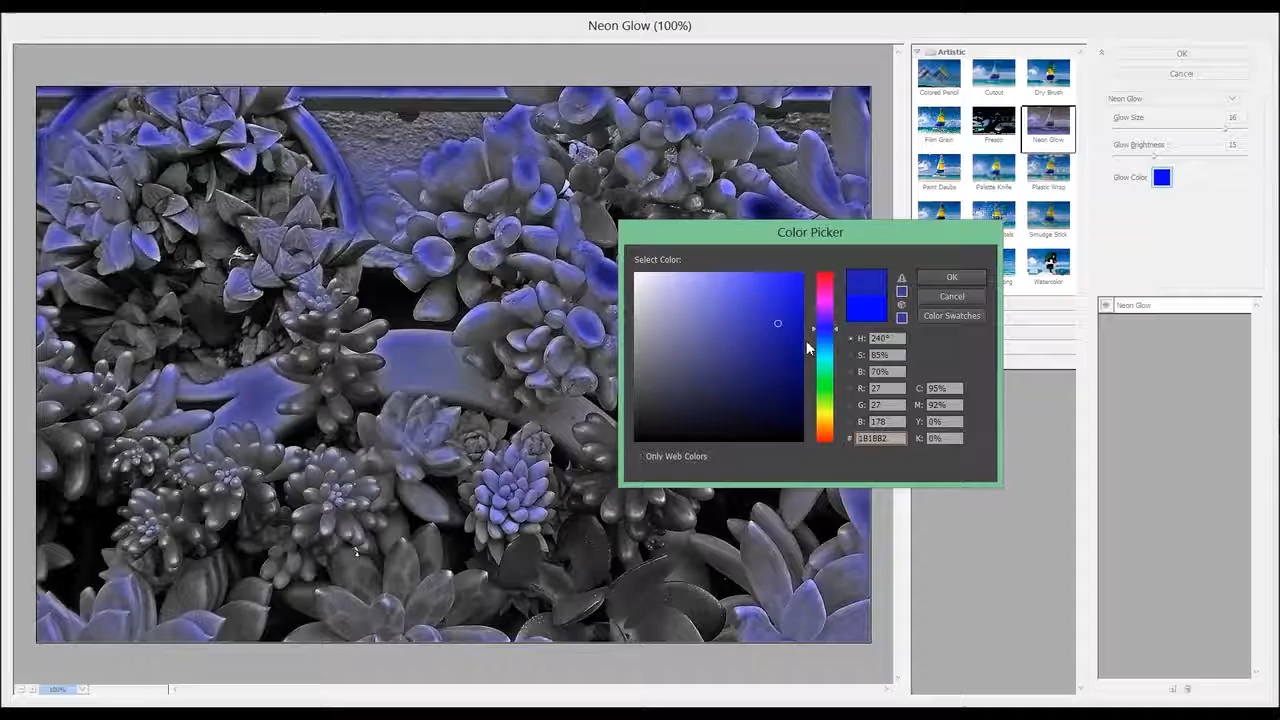 Neon Glow (100%)
Artistic
Colored Pencil
Cutout
Dry Brush
Film Grain
Fresco
Neon Glow
Paint Daubs
Palette Knife
Plastic Wrap
Smudge Stick
Watercolor
OK
Cancel
Neon Glow
Glow Size 16
Glow Brightness 15
Glow Color
Neon Glow
Color Picker
Select Color:
OK
Cancel
Color Swatches
H: 240°
S: 85%
B: 70%
R: 27 C: 95%
G: 27 M: 92%
B: 178 Y: 0%
# 1B1BB2 K: 0%
Only Web Colors
100%